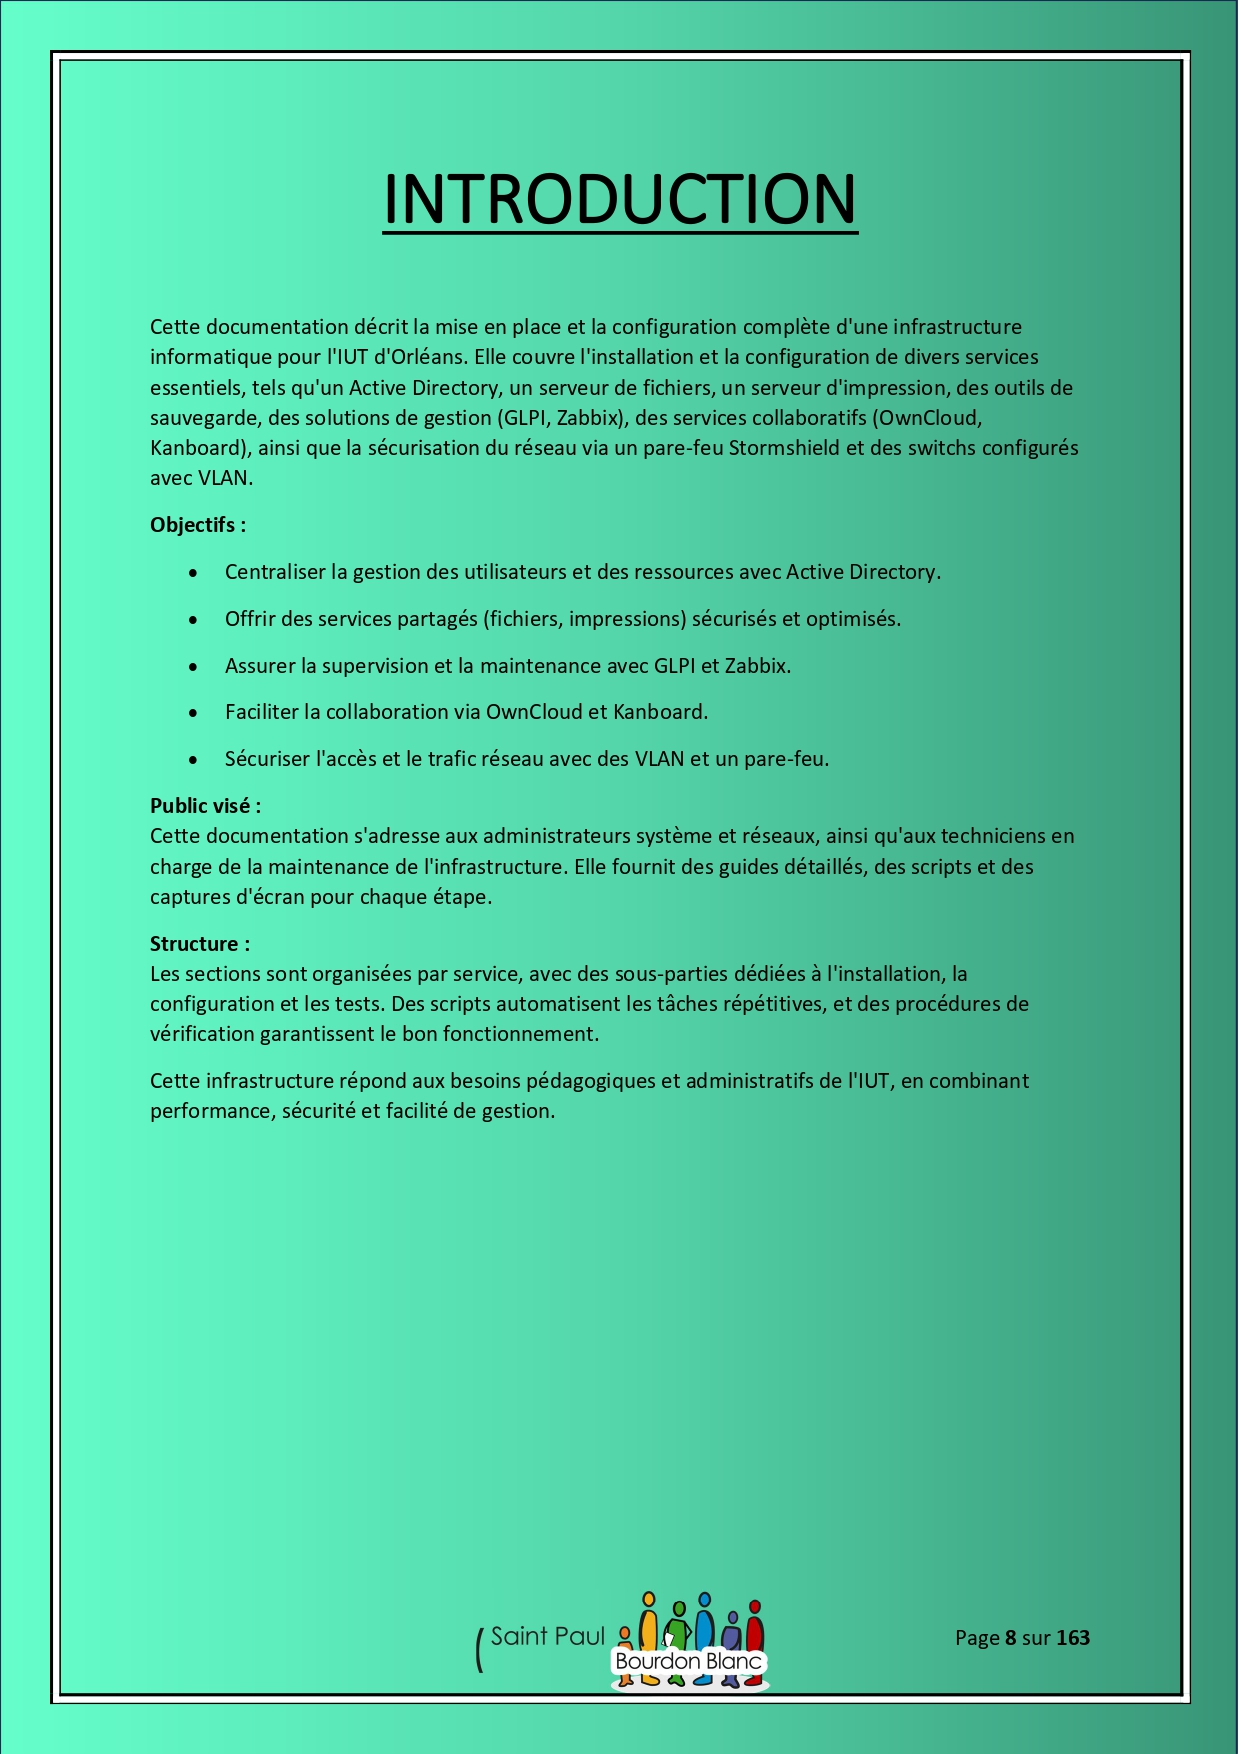 INTRODUCTION
Cette documentation décrit la mise en place et la configuration complète d'une infrastructure
informatique pour l'IUT d'Orléans. Elle couvre l'installation et la configuration de divers services
essentiels, tels qu'un Active Directory, un serveur de fichiers, un serveur d'impression, des outils de
sauvegarde, des solutions de gestion (GLPI, Zabbix), des services collaboratifs (OwnCloud,
Kanboard), ainsi que la sécurisation du réseau via un pare-feu Stormshield et des switchs configurés
avec VLAN.
Objectifs :
• Centraliser la gestion des utilisateurs et des ressources avec Active Directory.
• Offrir des services partagés (fichiers, impressions) sécurisés et optimisés.
• Assurer la supervision et la maintenance avec GLPI et Zabbix.
• Faciliter la collaboration via OwnCloud et Kanboard.
• Sécuriser l'accès et le trafic réseau avec des VLAN et un pare-feu.
Public visé :
Cette documentation s'adresse aux administrateurs système et réseaux, ainsi qu'aux techniciens en
charge de la maintenance de l'infrastructure. Elle fournit des guides détaillés, des scripts et des
captures d'écran pour chaque étape.
Structure :
Les sections sont organisées par service, avec des sous-parties dédiées à l'installation, la
configuration et les tests. Des scripts automatisent les tâches répétitives, et des procédures de
vérification garantissent le bon fonctionnement.
Cette infrastructure répond aux besoins pédagogiques et administratifs de l'IUT, en combinant
performance, sécurité et facilité de gestion.
( Saint Paul
Bourdon Blanc
Page 8 sur 163